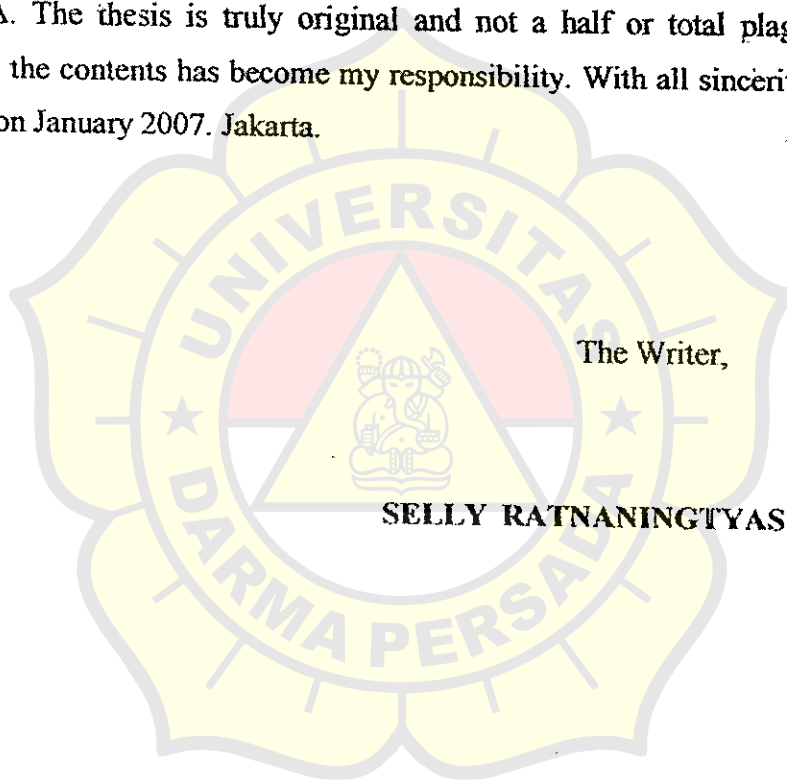 A. The thesis is truly original and not a half or total plag
the contents has become my responsibility. With all sincerit
on January 2007. Jakarta.
UNIVERSITAS
The Writer,
SELLY RATNANINGTYAS
DARMA PERSADA